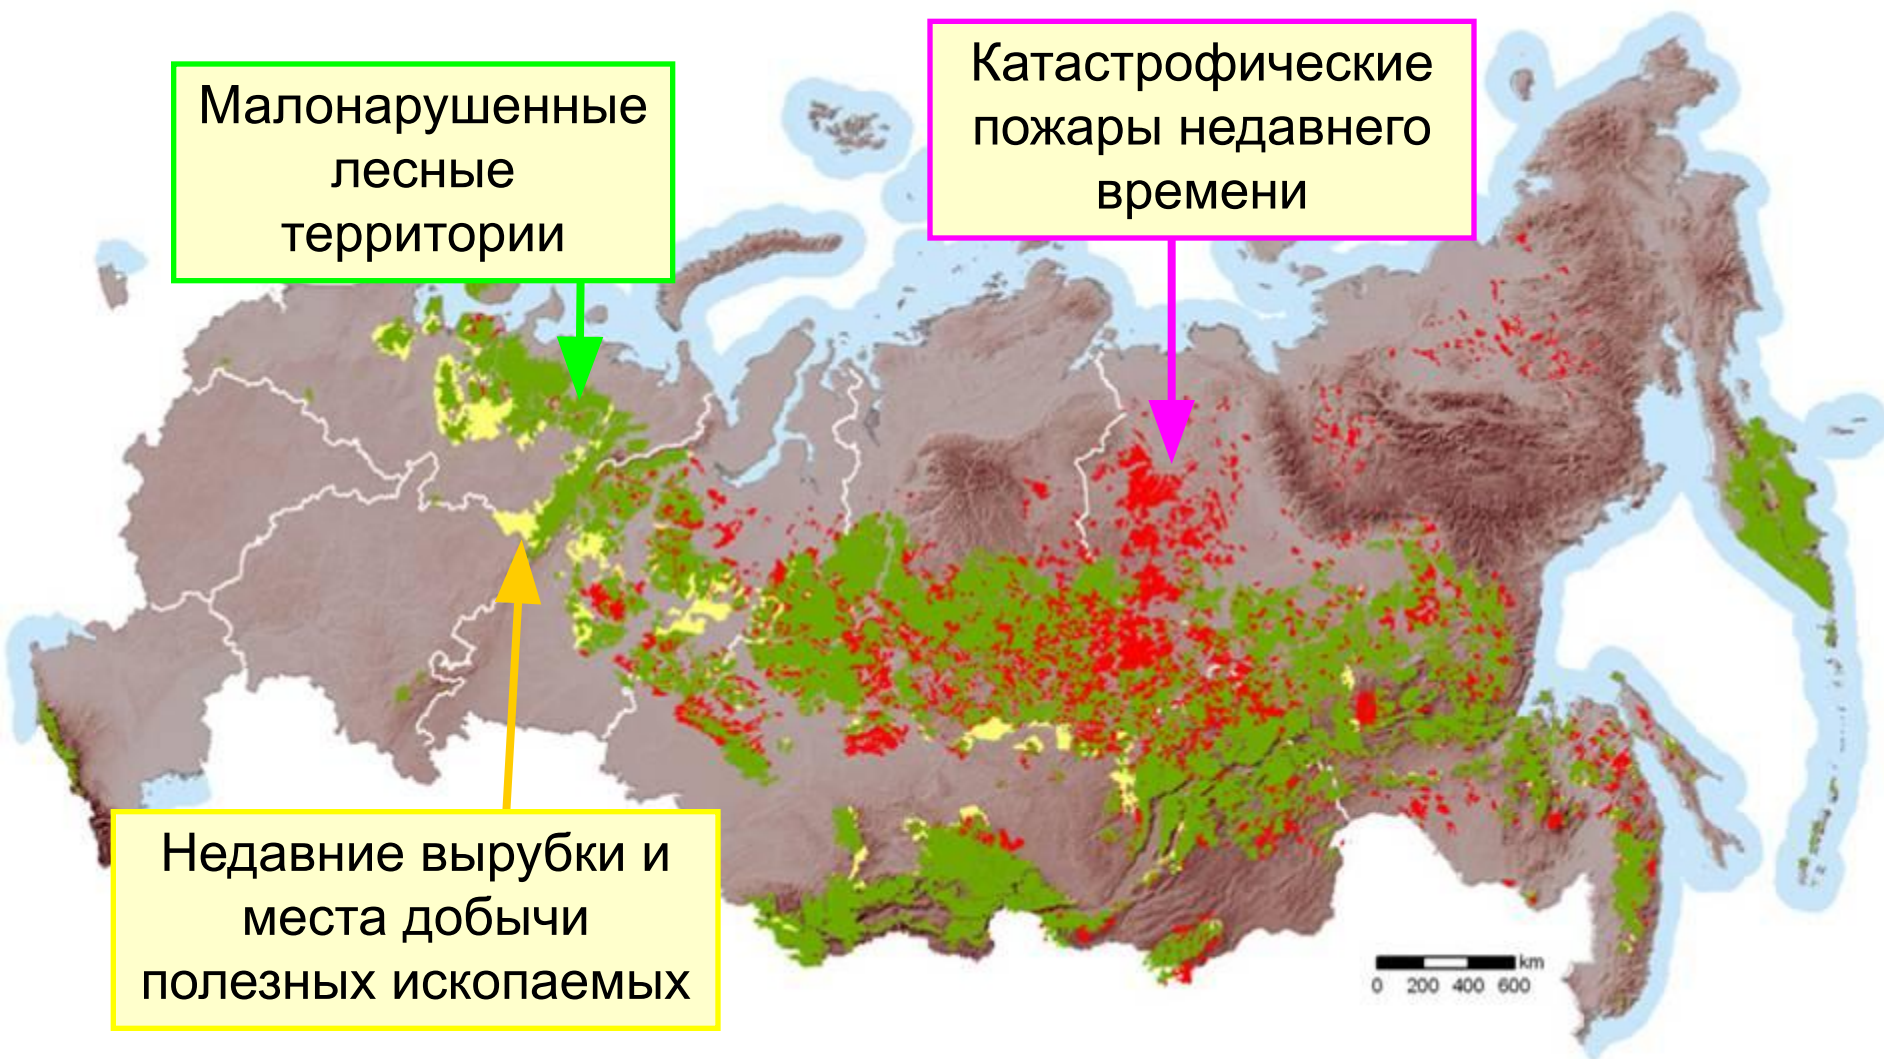 Малонарушенные
лесные
территории
Катастрофические
пожары недавнего
времени
Недавние вырубки и
места добычи
полезных ископаемых
km
0 200 400 600